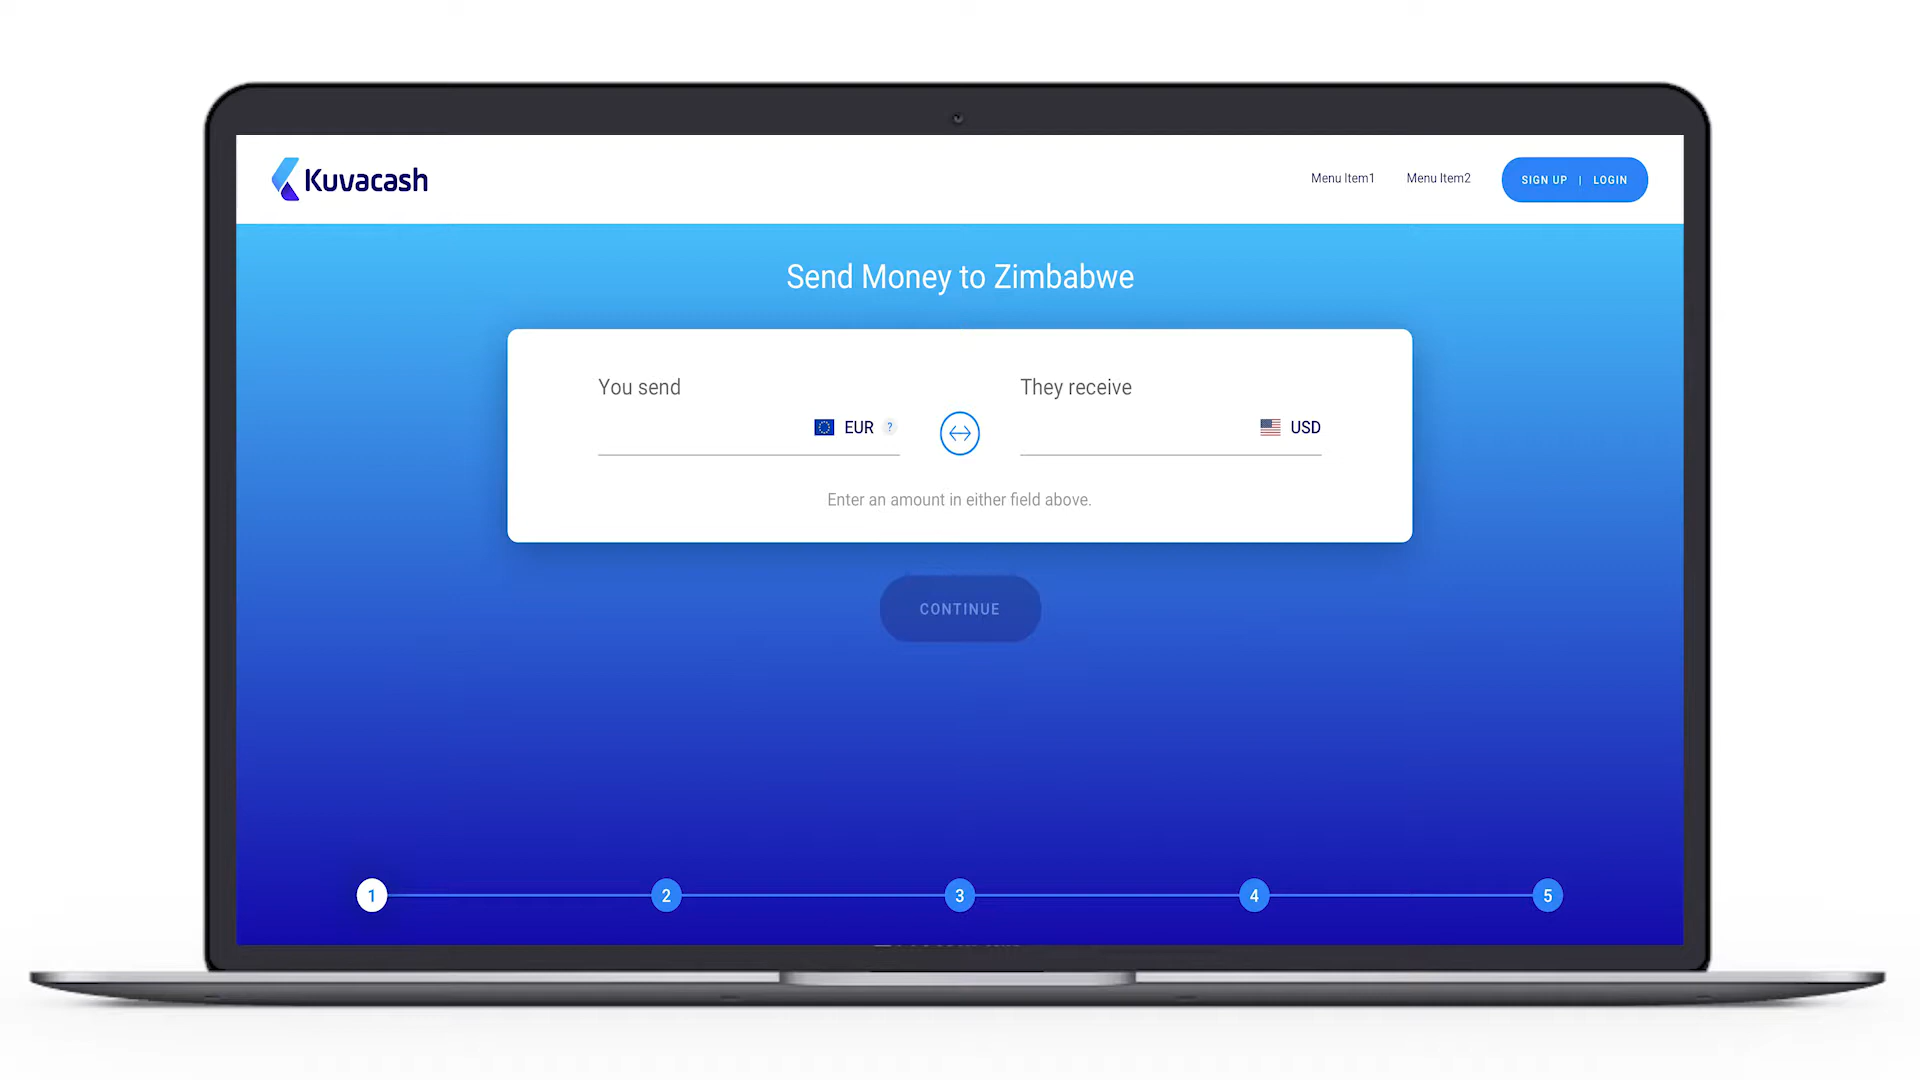 Kuvacash
Menu Item1
Menu Item2
SIGN UP | LOGIN
Send Money to Zimbabwe
You send
They receive
EUR ?
USD
Enter an amount in either field above.
CONTINUE
1 2 3 4 5